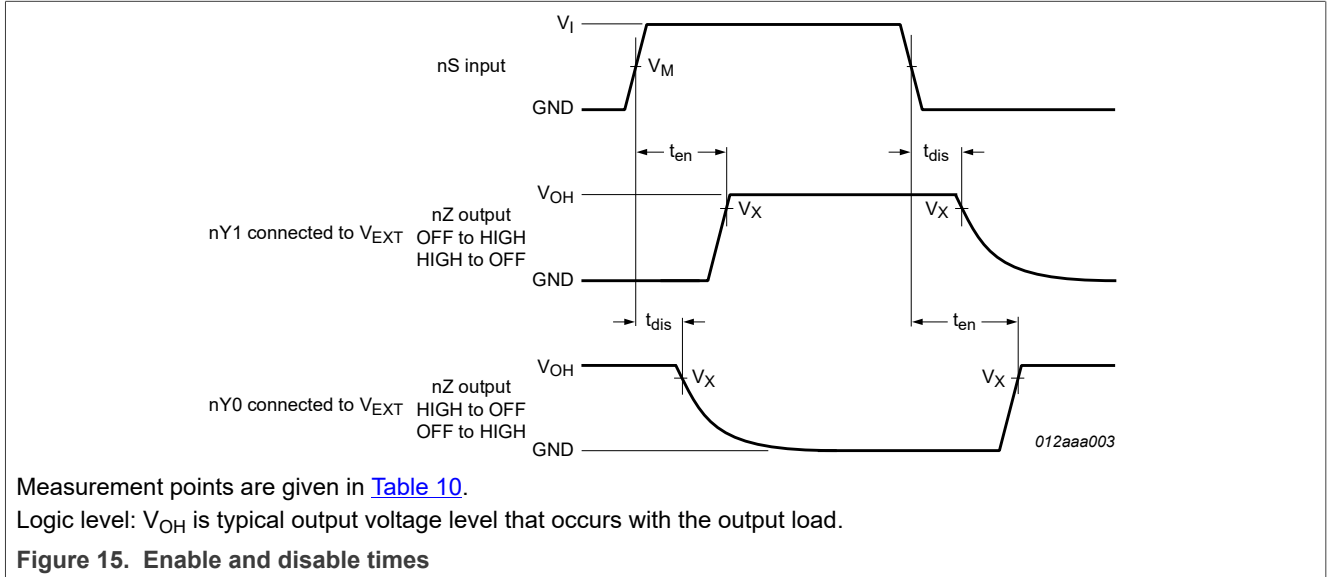 V_I
nS input
V_M
GND
t_en
t_dis
V_OH
nY1 connected to V_EXT
nZ output
OFF to HIGH
HIGH to OFF
V_X
V_X
GND
t_dis
t_en
V_OH
nY0 connected to V_EXT
nZ output
HIGH to OFF
OFF to HIGH
V_X
V_X
GND
012aaa003
Measurement points are given in Table 10.
Logic level: V_OH is typical output voltage level that occurs with the output load.
Figure 15. Enable and disable times